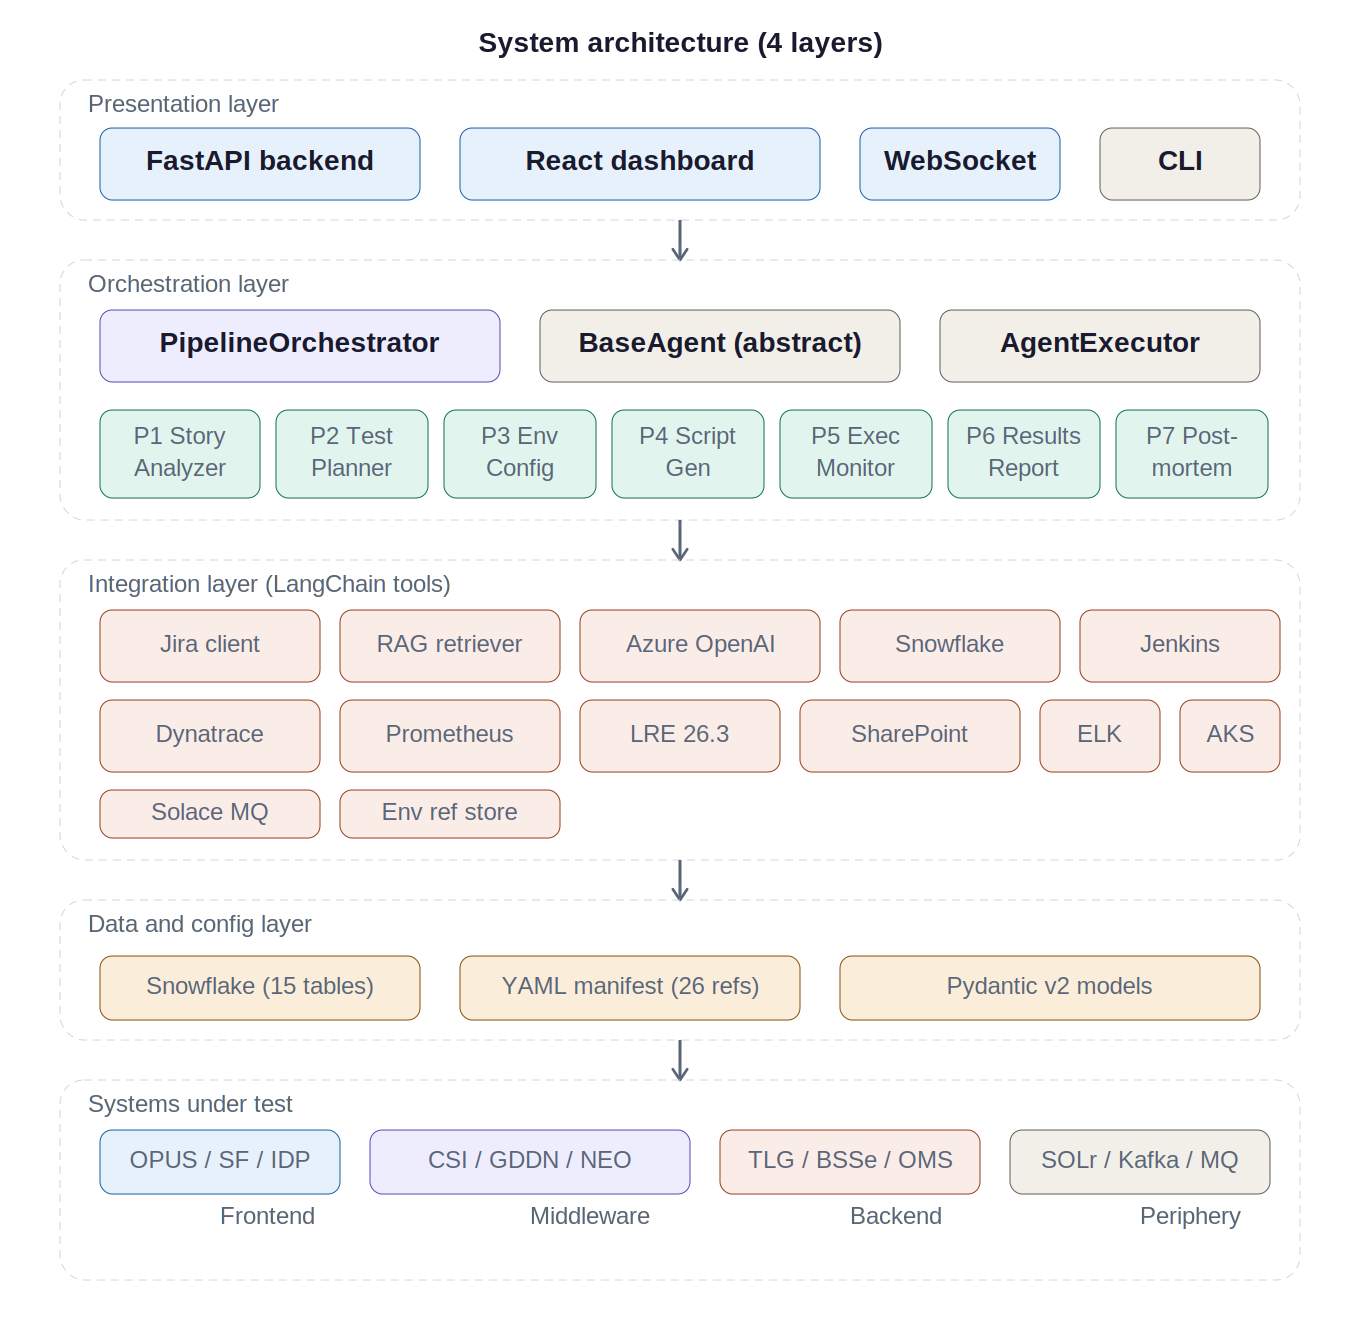 System architecture (4 layers)
Presentation layer
FastAPI backend
React dashboard
WebSocket
CLI
Orchestration layer
PipelineOrchestrator
BaseAgent (abstract)
AgentExecutor
P1 Story
Analyzer
P2 Test
Planner
P3 Env
Config
P4 Script
Gen
P5 Exec
Monitor
P6 Results
Report
P7 Post-
mortem
Integration layer (LangChain tools)
Jira client
RAG retriever
Azure OpenAI
Snowflake
Jenkins
Dynatrace
Prometheus
LRE 26.3
SharePoint
ELK
AKS
Solace MQ
Env ref store
Data and config layer
Snowflake (15 tables)
YAML manifest (26 refs)
Pydantic v2 models
Systems under test
OPUS / SF / IDP
CSI / GDDN / NEO
TLG / BSSe / OMS
SOLr / Kafka / MQ
Frontend
Middleware
Backend
Periphery